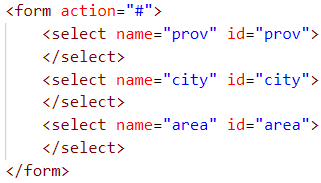 <form action="#">
    <select name="prov" id="prov">
    </select>
    <select name="city" id="city">
    </select>
    <select name="area" id="area">
    </select>
</form>